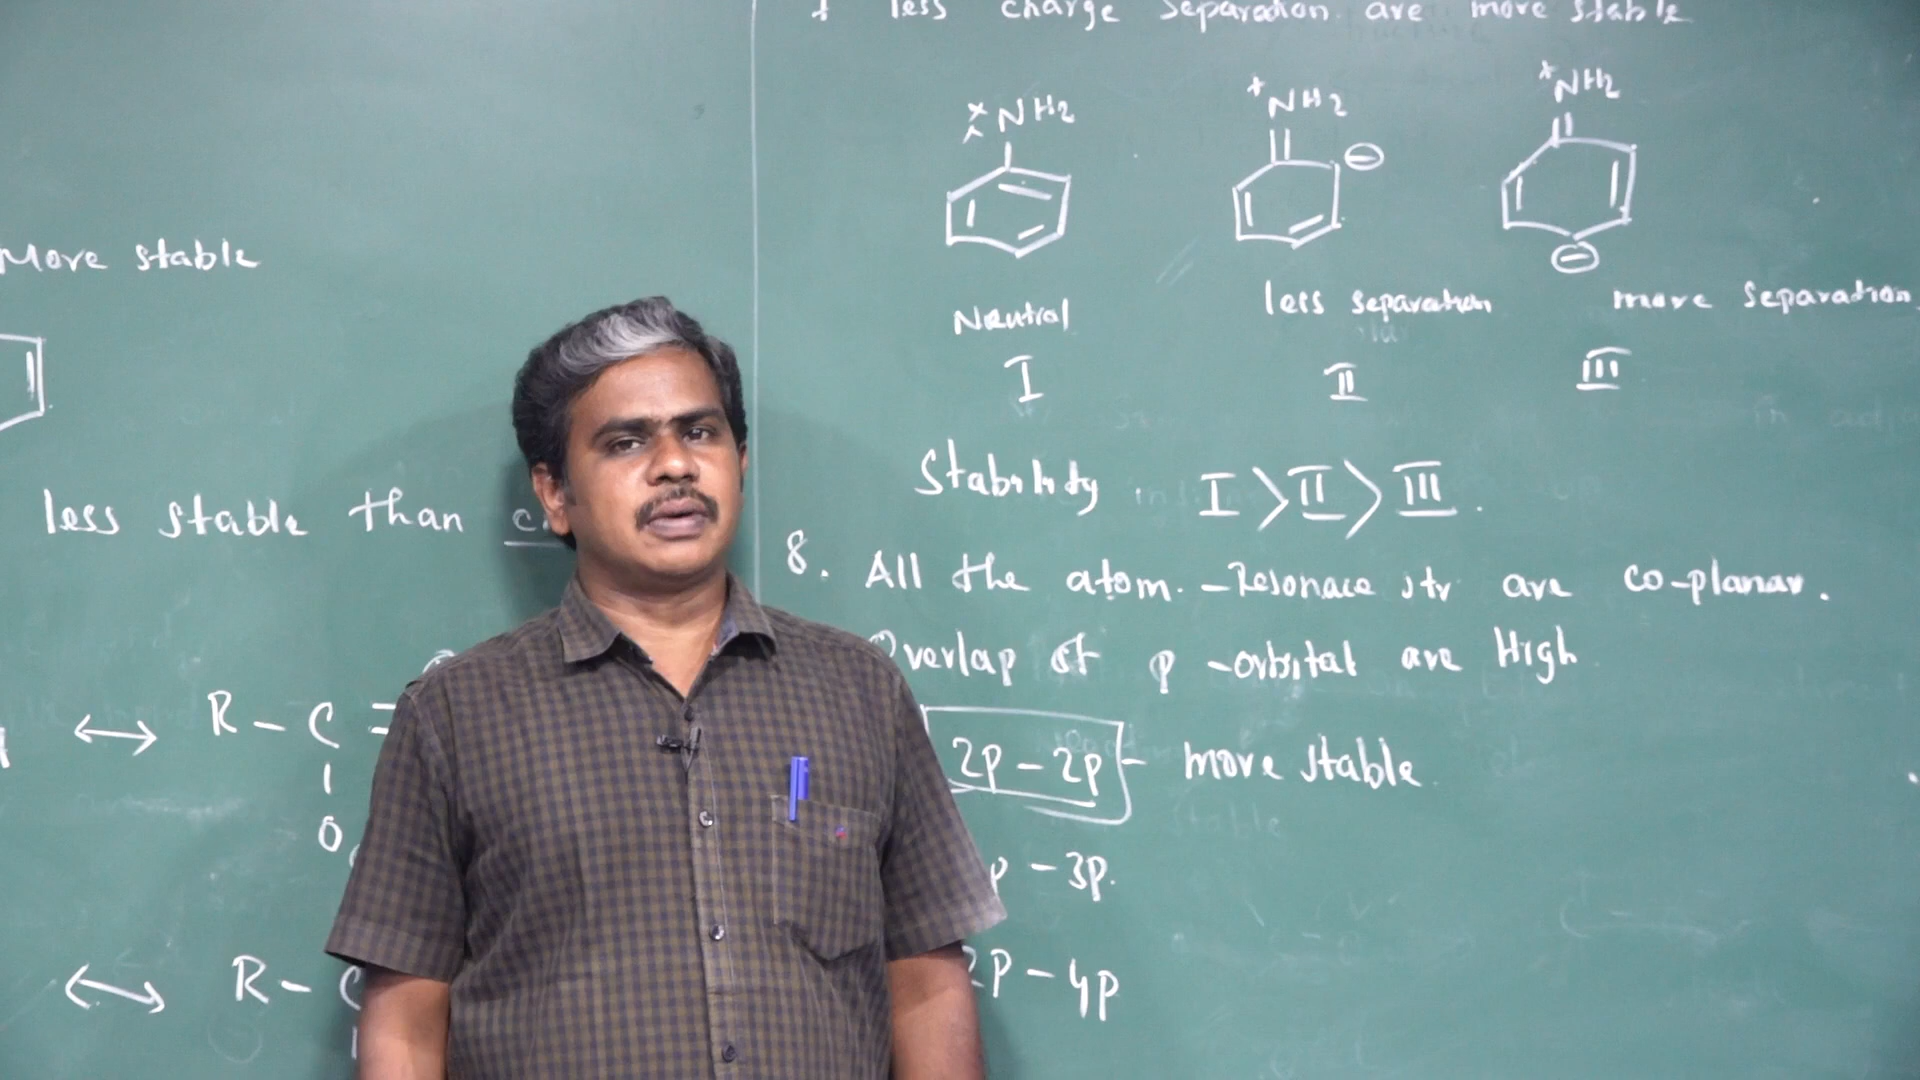 More stable
less stable than
R - C =
O
R - C
less charge separation are more stable
NH2 +NH2 +NH2
Neutral less separation more separation
I II III
Stability I > II > III.
8. All the atom. - Resonace str are co-planar.
Overlap of p - orbital are High
2p - 2p - more stable
p - 3p.
2p - 4p